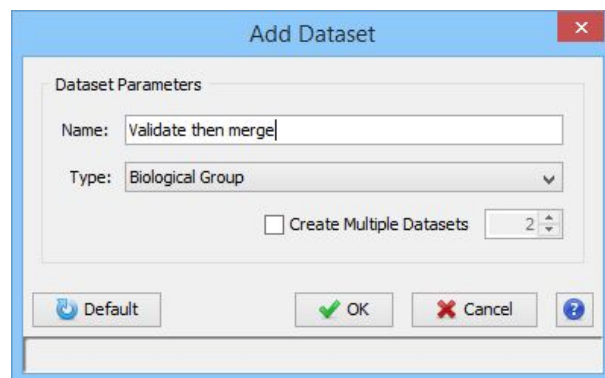 Add Dataset
Dataset Parameters
Name: Validate then merge
Type: Biological Group
Create Multiple Datasets 2
Default OK Cancel ?